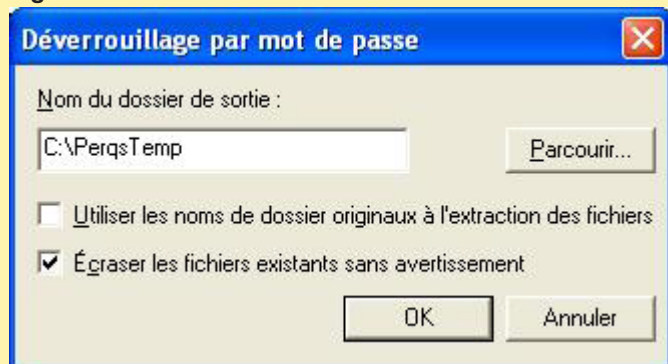 Déverrouillage par mot de passe
Nom du dossier de sortie :
C:\PerqsTemp
Parcourir...
Utiliser les noms de dossier originaux à l'extraction des fichiers
Écraser les fichiers existants sans avertissement
OK
Annuler